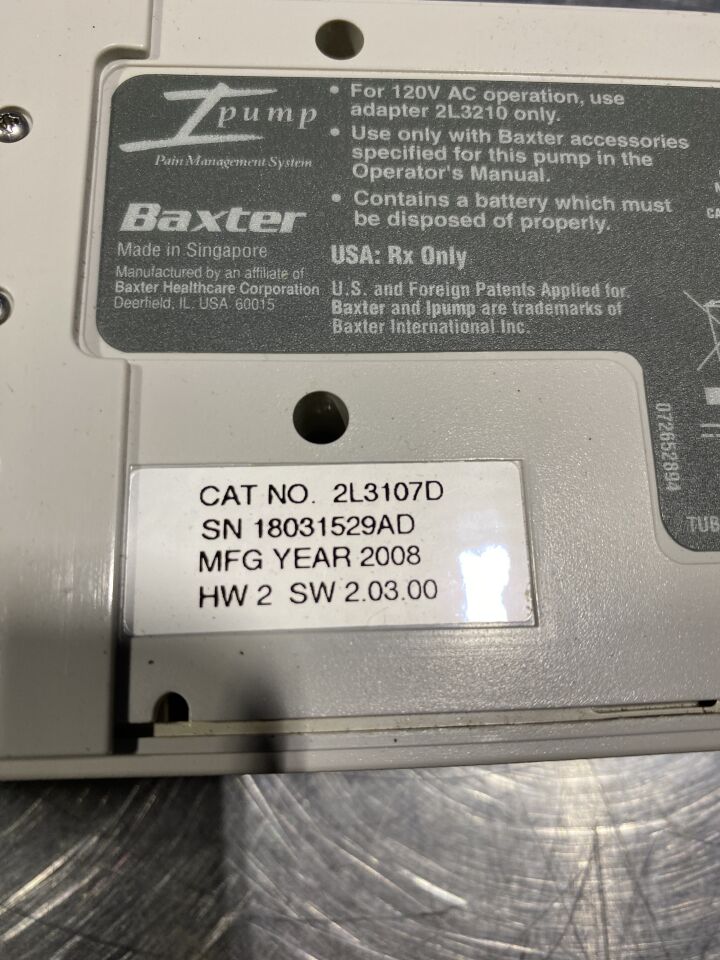 Ipump
Pain Management System
Baxter
Made in Singapore
Manufactured by an affiliate of
Baxter Healthcare Corporation
Deerfield, IL USA 60015
• For 120V AC operation, use
adapter 2L3210 only.
• Use only with Baxter accessories
specified for this pump in the
Operator's Manual.
• Contains a battery which must
be disposed of properly.
USA: Rx Only
U.S. and Foreign Patents Applied for.
Baxter and Ipump are trademarks of
Baxter International Inc.
072652894
TUB
CAT NO. 2L3107D
SN 18031529AD
MFG YEAR 2008
HW 2 SW 2.03.00